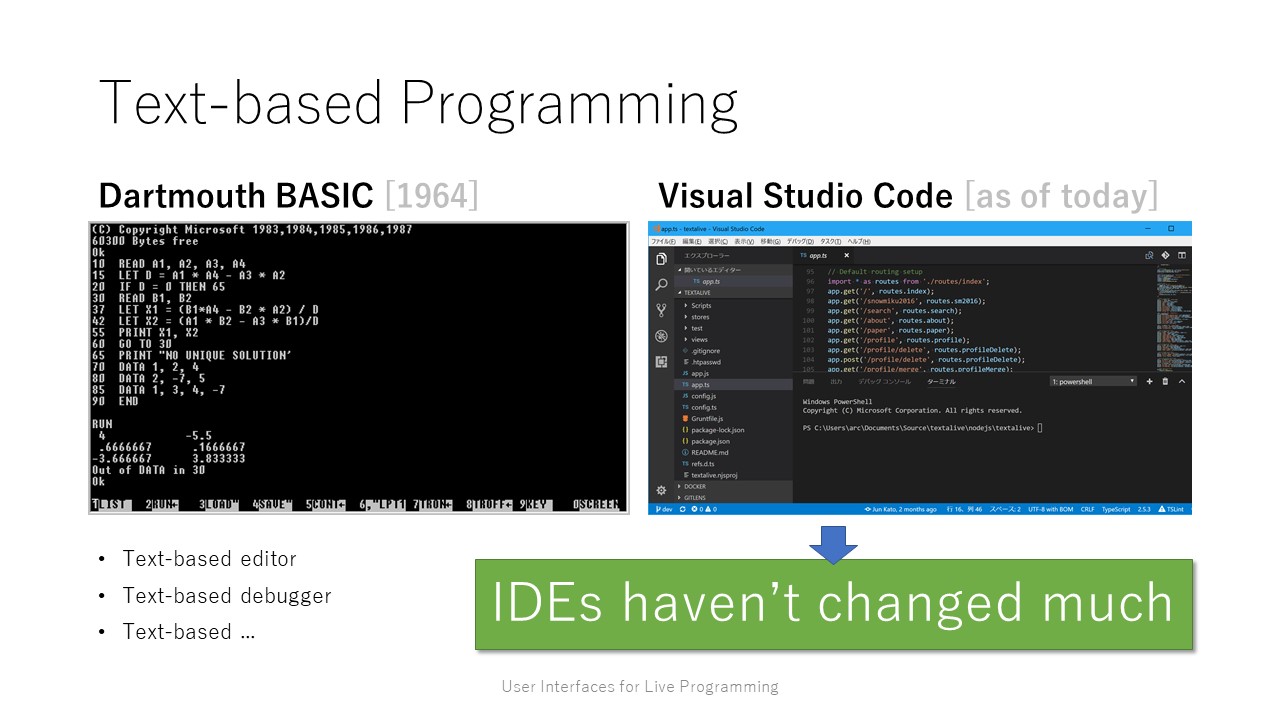 Text-based Programming
Dartmouth BASIC [1964]
(C) Copyright Microsoft 1983,1984,1985,1986,1987
60300 Bytes free
Ok
10 READ A1, A2, A3, A4
15 LET D = A1 * A4 - A3 * A2
20 IF D = 0 THEN 65
30 READ B1, B2
37 LET X1 = (B1*A4 - B2 * A2) / D
42 LET X2 = (A1 * B2 - A3 * B1)/D
55 PRINT X1, X2
60 GO TO 30
65 PRINT "NO UNIQUE SOLUTION'
70 DATA 1, 2, 4
80 DATA 2, -7, 5
85 DATA 1, 3, 4, -7
90 END
RUN
4 -5.5
.6666667 .1666667
-3.666667 3.833333
Out of DATA in 30
Ok
1LIST 2RUN← 3LOAD" 4SAVE" 5CONT← 6,"LPT1 7TRON← 8TROFF← 9KEY 0SCREEN
Visual Studio Code [as of today]
app.ts - textalive - Visual Studio Code
ファイル(F) 編集(E) 選択(C) 表示(V) 移動(G) デバッグ(D) タスク(T) ヘルプ(H)
エクスプローラー
開いているエディター
TS app.ts
TEXTALIVE
Scripts
stores
test
views
.gitignore
.htpasswd
JS app.js
TS app.ts
JS config.js
TS config.ts
Gruntfile.js
{} package-lock.json
{} package.json
README.md
TS refs.d.ts
textalive.njsproj
DOCKER
GITLENS
TS app.ts ×
95 // Default routing setup
96 import * as routes from './routes/index';
97 app.get('/', routes.index);
98 app.get('/snowmiku2016', routes.sm2016);
99 app.get('/search', routes.search);
100 app.get('/about', routes.about);
101 app.get('/paper', routes.paper);
102 app.get('/profile', routes.profile);
103 app.get('/profile/delete', routes.profileDelete);
104 app.post('/profile/delete', routes.profileDelete);
105 app.get('/profile/merge', routes.profileMerge);
問題 出力 デバッグ コンソール ターミナル 1: powershell
Windows PowerShell
Copyright (C) Microsoft Corporation. All rights reserved.
PS C:\Users\arc\Documents\Source\textalive\nodejs\textalive>
dev 0 0 Jun Kato, 2 months ago 行 16、列 46 スペース: 2 UTF-8 with BOM CRLF TypeScript 2.5.3 TSLint
• Text-based editor
• Text-based debugger
• Text-based …
IDEs haven't changed much
User Interfaces for Live Programming